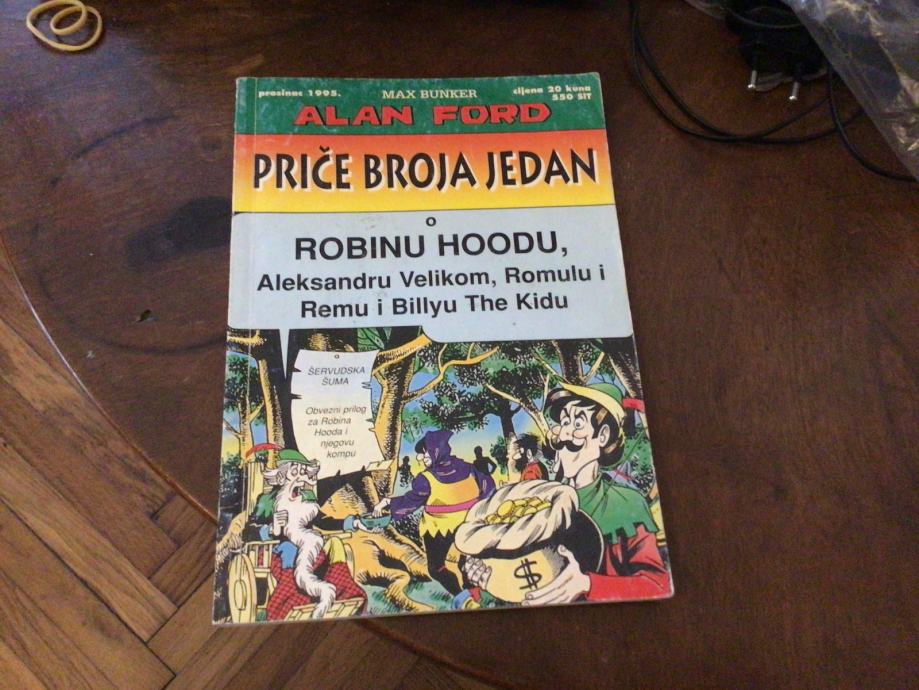 prosinac 1995.
MAX BUNKER
cijena 20 kuna
550 SIT
ALAN FORD
PRIČE BROJA JEDAN
o
ROBINU HOODU,
Aleksandru Velikom, Romulu i
Remu i Billyu The Kidu
o
ŠERVUDSKA
ŠUMA
Obvezni prilog
za Robina
Hooda i
njegovu
kompu
$